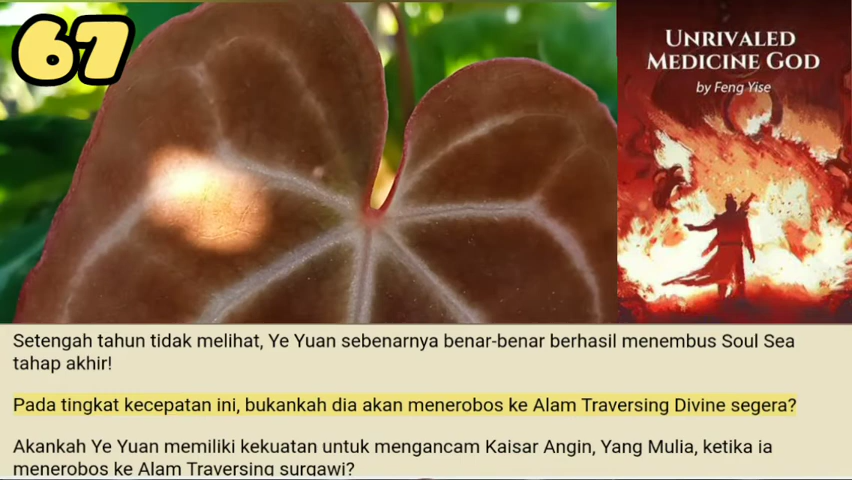 67
UNRIVALED
MEDICINE GOD
by Feng Yise
Setengah tahun tidak melihat, Ye Yuan sebenarnya benar-benar berhasil menembus Soul Sea
tahap akhir!
Pada tingkat kecepatan ini, bukankah dia akan menerobos ke Alam Traversing Divine segera?
Akankah Ye Yuan memiliki kekuatan untuk mengancam Kaisar Angin, Yang Mulia, ketika ia
menerobos ke Alam Traversing surgawi?